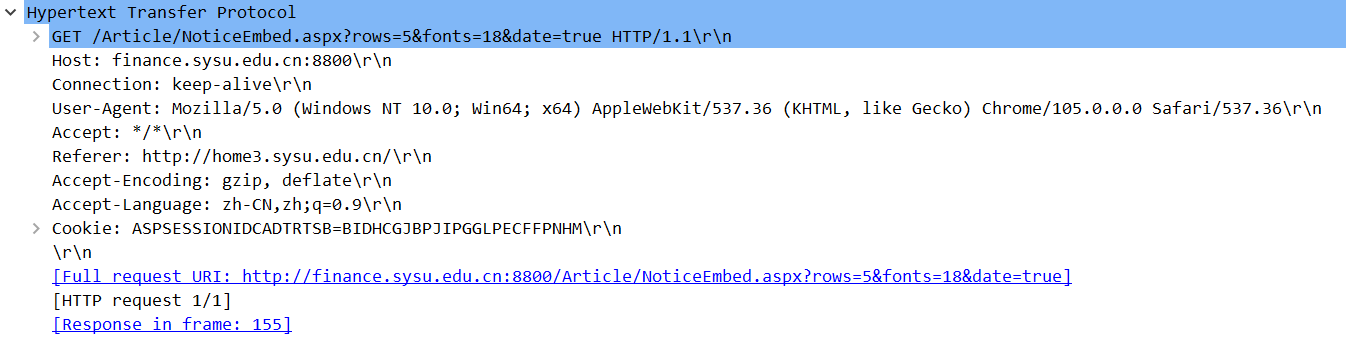 Hypertext Transfer Protocol
GET /Article/NoticeEmbed.aspx?rows=5&fonts=18&date=true HTTP/1.1\r\n
Host: finance.sysu.edu.cn:8800\r\n
Connection: keep-alive\r\n
User-Agent: Mozilla/5.0 (Windows NT 10.0; Win64; x64) AppleWebKit/537.36 (KHTML, like Gecko) Chrome/105.0.0.0 Safari/537.36\r\n
Accept: */*\r\n
Referer: http://home3.sysu.edu.cn/\r\n
Accept-Encoding: gzip, deflate\r\n
Accept-Language: zh-CN,zh;q=0.9\r\n
Cookie: ASPSESSIONIDCADTRTSB=BIDHCGJBPJIPGGLPECFFPNHM\r\n
\r\n
[Full request URI: http://finance.sysu.edu.cn:8800/Article/NoticeEmbed.aspx?rows=5&fonts=18&date=true]
[HTTP request 1/1]
[Response in frame: 155]